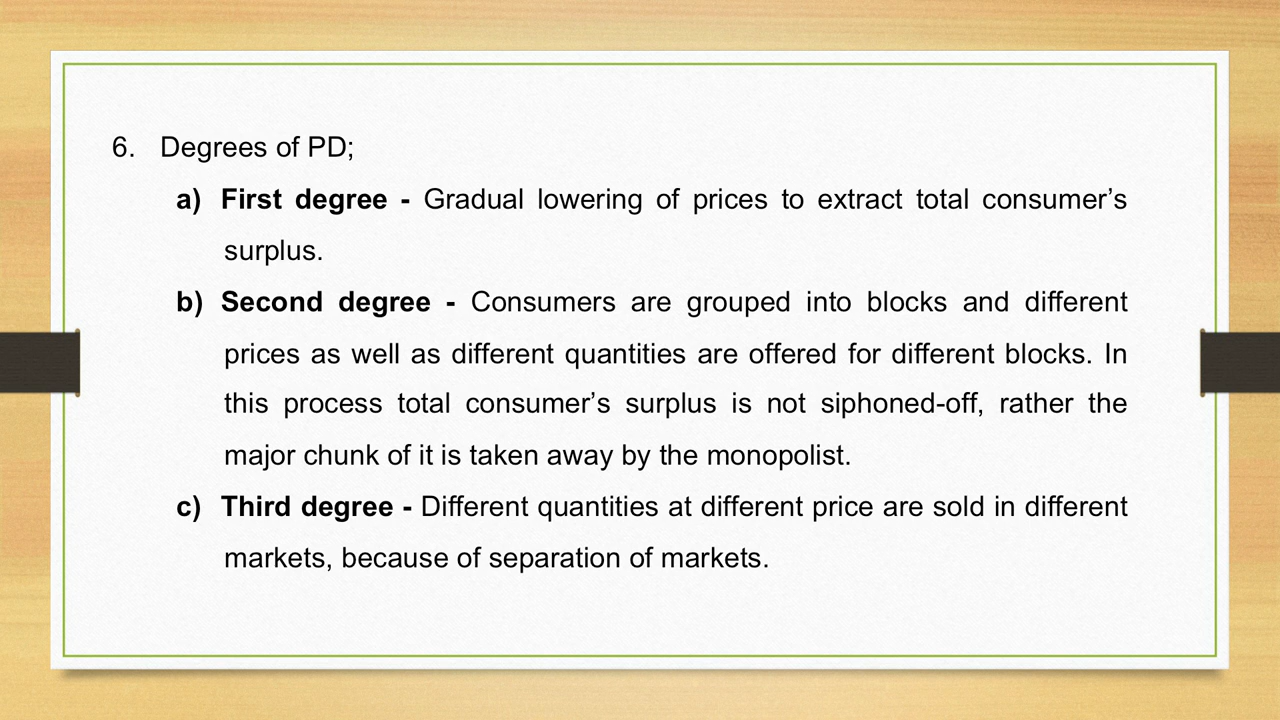 6. Degrees of PD;
a) First degree - Gradual lowering of prices to extract total consumer’s
surplus.
b) Second degree - Consumers are grouped into blocks and different
prices as well as different quantities are offered for different blocks. In
this process total consumer’s surplus is not siphoned-off, rather the
major chunk of it is taken away by the monopolist.
c) Third degree - Different quantities at different price are sold in different
markets, because of separation of markets.